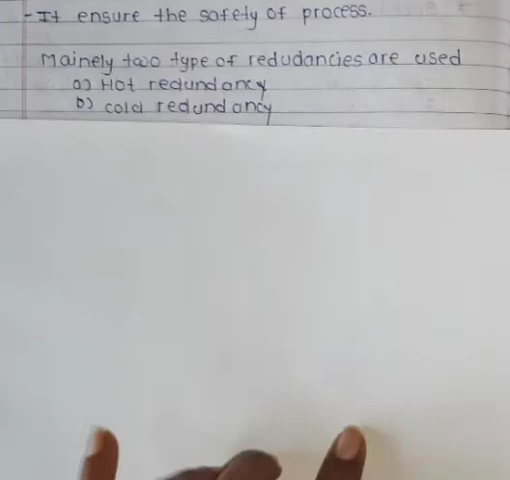 - It ensure the safety of process.
Mainely two type of redudancies are used
a) Hot redundancy
b) cold redundancy